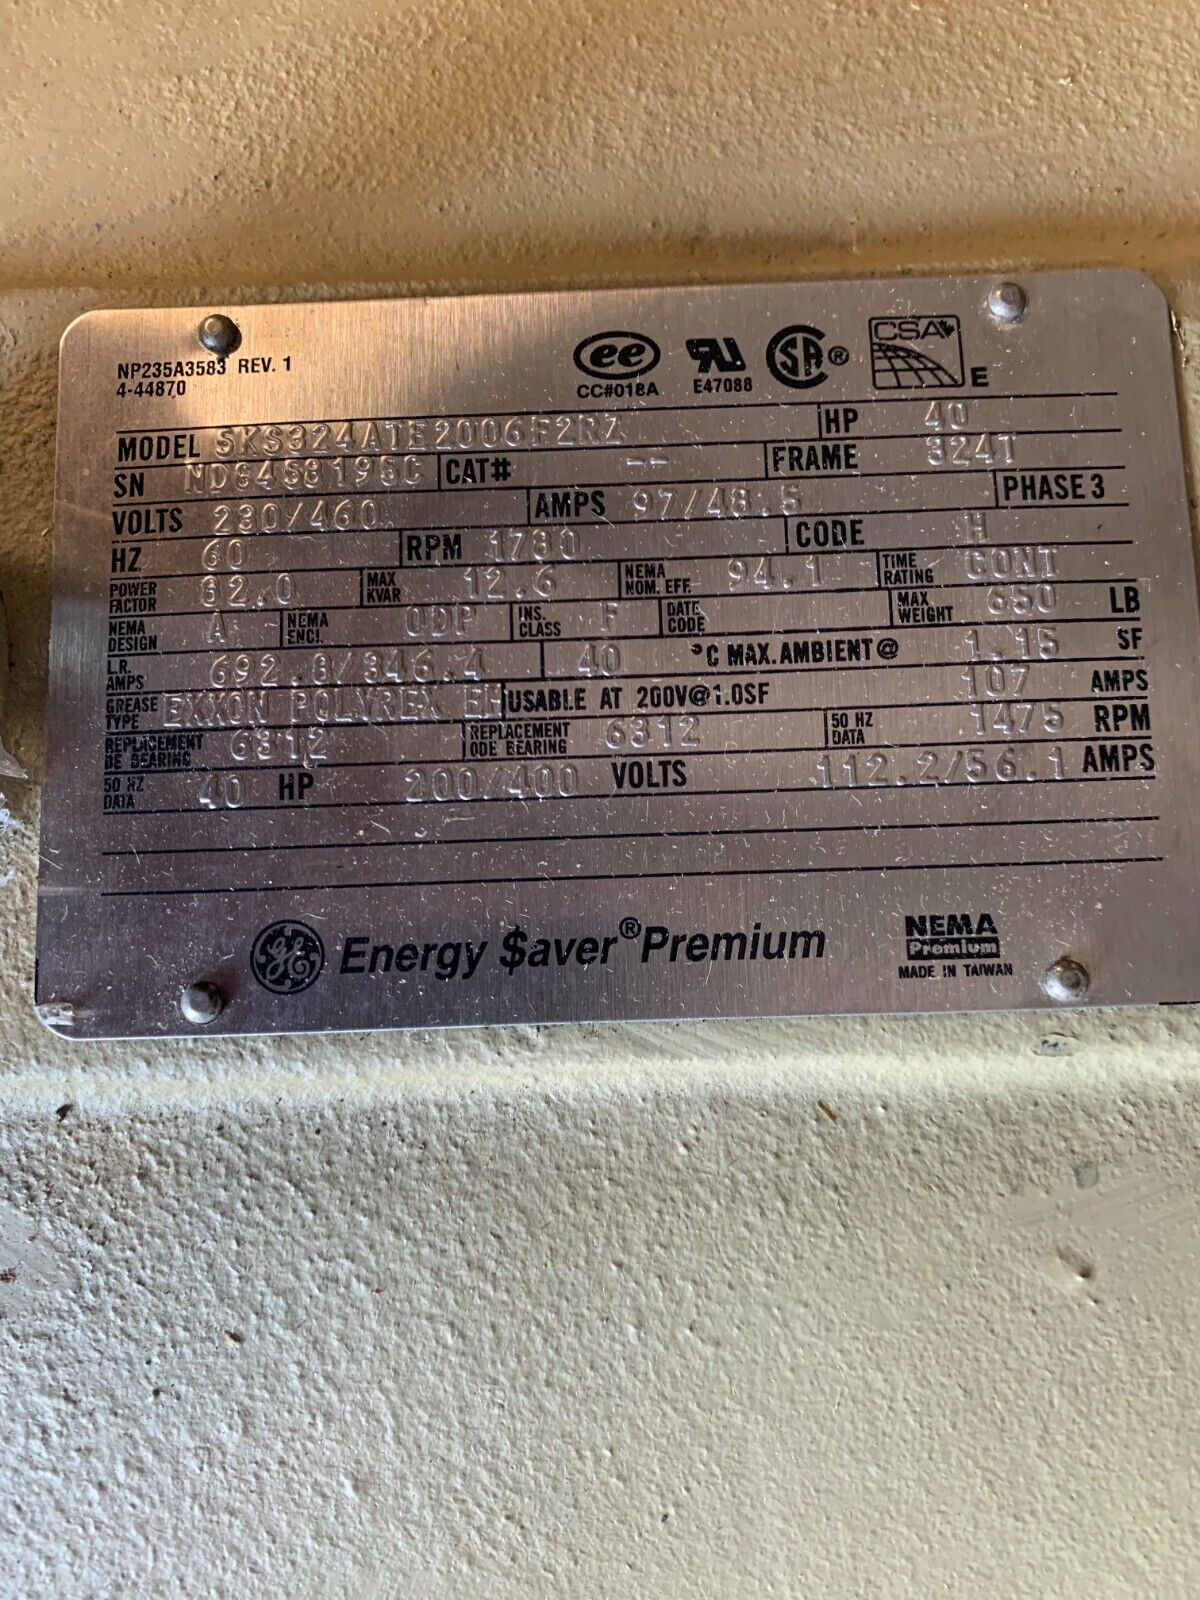 NP235A3583 REV. 1
4-44870
ee CC#018A
UR E47088
SA ®
CSA E
MODEL 5KS324ATE2006F2RZ HP 40
SN CAT# -- FRAME 324T
VOLTS 230/460 AMPS 97/48.5 PHASE 3
HZ 60 RPM 1780 CODE H
POWER FACTOR 82.0 MAX KVAR 12.6 NEMA NOM. EFF. 94.1 TIME RATING CONT
NEMA DESIGN A NEMA ENCL. ODP INS. CLASS F DATE CODE MAX WEIGHT 650 LB
L.R. AMPS 692.8/346.4 40 °C MAX. AMBIENT @ 1.15 SF
GREASE TYPE EXXON POLYREX EM USABLE AT 200V@1.0SF 107 AMPS
REPLACEMENT DE BEARING 6312 REPLACEMENT ODE BEARING 6312 50 HZ DATA 1475 RPM
50 HZ DATA 40 HP 200/400 VOLTS 112.2/56.1 AMPS
GE Energy $aver® Premium
NEMA
Premium
MADE IN TAIWAN